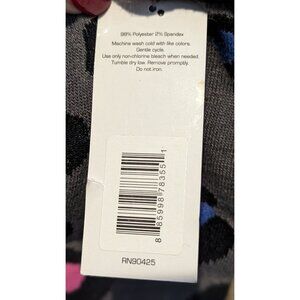 98% Polyester 2% Spandex
Machine wash cold with like colors.
Gentle cycle.
Use only non-chlorine bleach when needed.
Tumble dry low. Remove promptly.
Do not iron.
8 85998 78355 1
RN90425